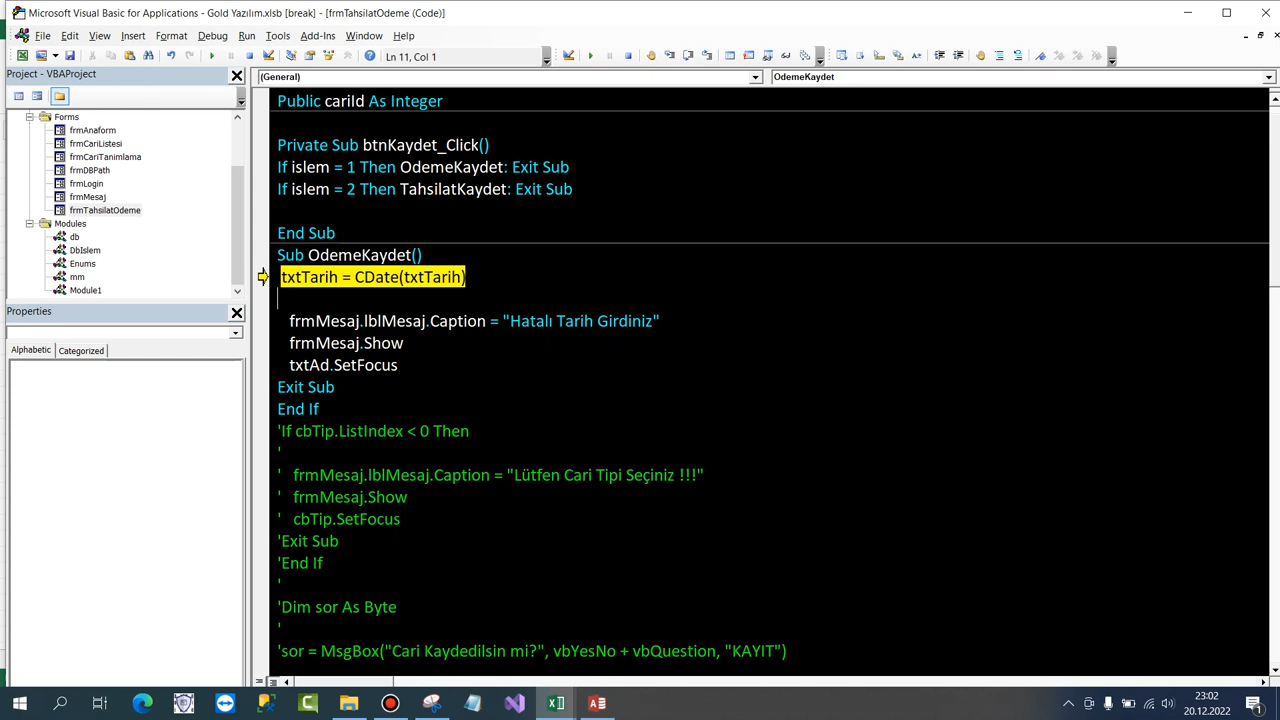 Microsoft Visual Basic for Applications - Gold Yazılım.xlsb [break] - [frmTahsilatOdeme (Code)]
File Edit View Insert Format Debug Run Tools Add-Ins Window Help
Ln 11, Col 1
Project - VBAProject
(General)
OdemeKaydet
Forms
frmAnaform
frmCariListesi
frmCariTanimlama
frmDBPath
frmLogin
frmMesaj
frmTahsilatOdeme
Modules
db
DbIslem
Enums
mm
Module1
Properties
Alphabetic Categorized
Public cariId As Integer
Private Sub btnKaydet_Click()
If islem = 1 Then OdemeKaydet: Exit Sub
If islem = 2 Then TahsilatKaydet: Exit Sub
End Sub
Sub OdemeKaydet()
txtTarih = CDate(txtTarih)
frmMesaj.lblMesaj.Caption = "Hatalı Tarih Girdiniz"
frmMesaj.Show
txtAd.SetFocus
Exit Sub
End If
'If cbTip.ListIndex < 0 Then
'
' frmMesaj.lblMesaj.Caption = "Lütfen Cari Tipi Seçiniz !!!"
' frmMesaj.Show
' cbTip.SetFocus
'Exit Sub
'End If
'
'Dim sor As Byte
'
'sor = MsgBox("Cari Kaydedilsin mi?", vbYesNo + vbQuestion, "KAYIT")
23:02
20.12.2022